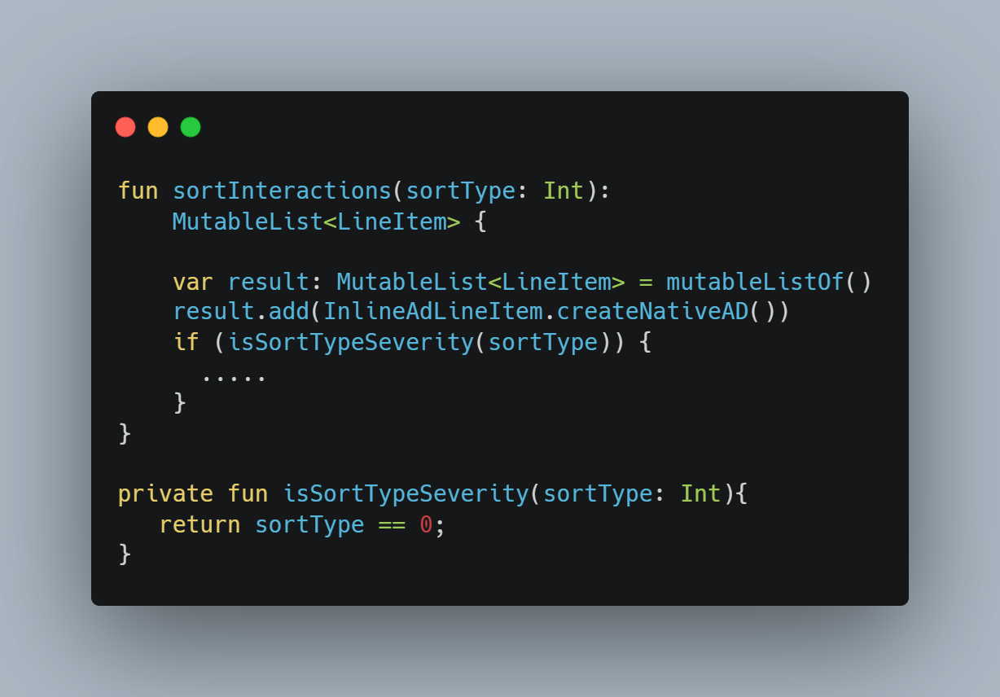 fun sortInteractions(sortType: Int):
    MutableList<LineItem> {

    var result: MutableList<LineItem> = mutableListOf()
    result.add(InlineAdLineItem.createNativeAD())
    if (isSortTypeSeverity(sortType)) {
      .....
    }
}

private fun isSortTypeSeverity(sortType: Int){
   return sortType == 0;
}